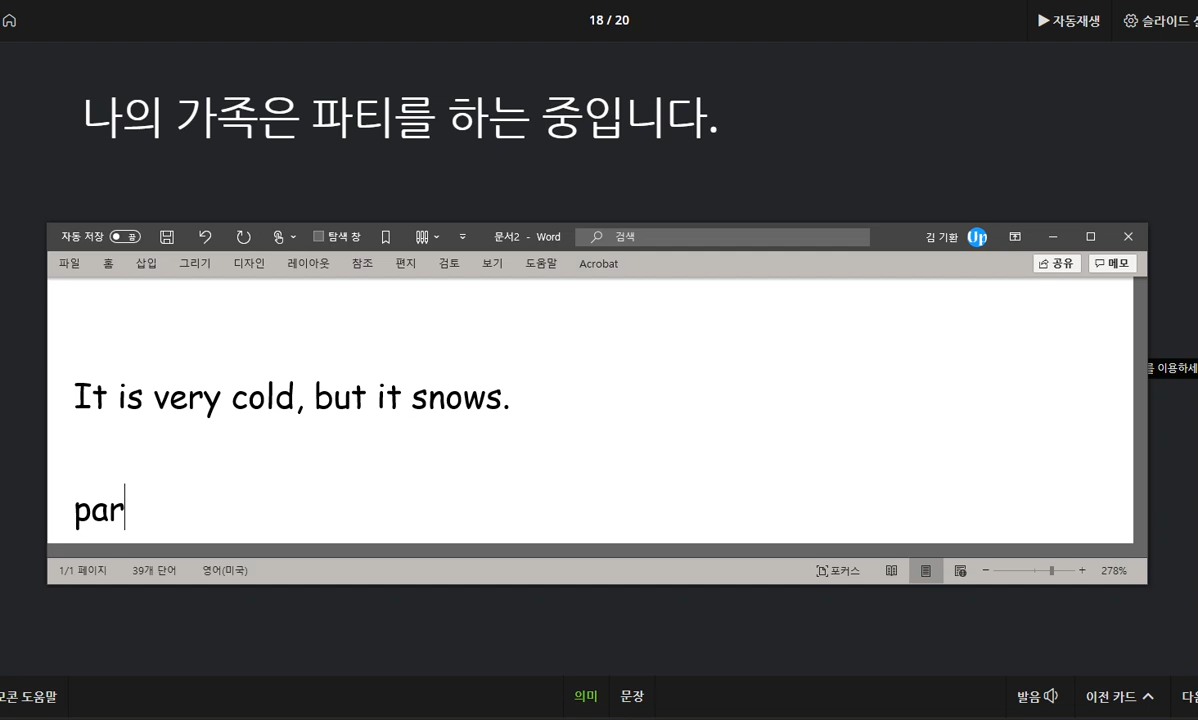 18 / 20
▶ 자동재생
슬라이드
나의 가족은 파티를 하는 중입니다.
자동 저장 끔
탐색 창
문서2 - Word
검색
김 기환
Up
파일 홈 삽입 그리기 디자인 레이아웃 참조 편지 검토 보기 도움말 Acrobat
공유
메모
를 이용하세
It is very cold, but it snows.
par
1/1 페이지 39개 단어 영어(미국)
포커스
278%
도움말
의미
문장
발음
이전 카드